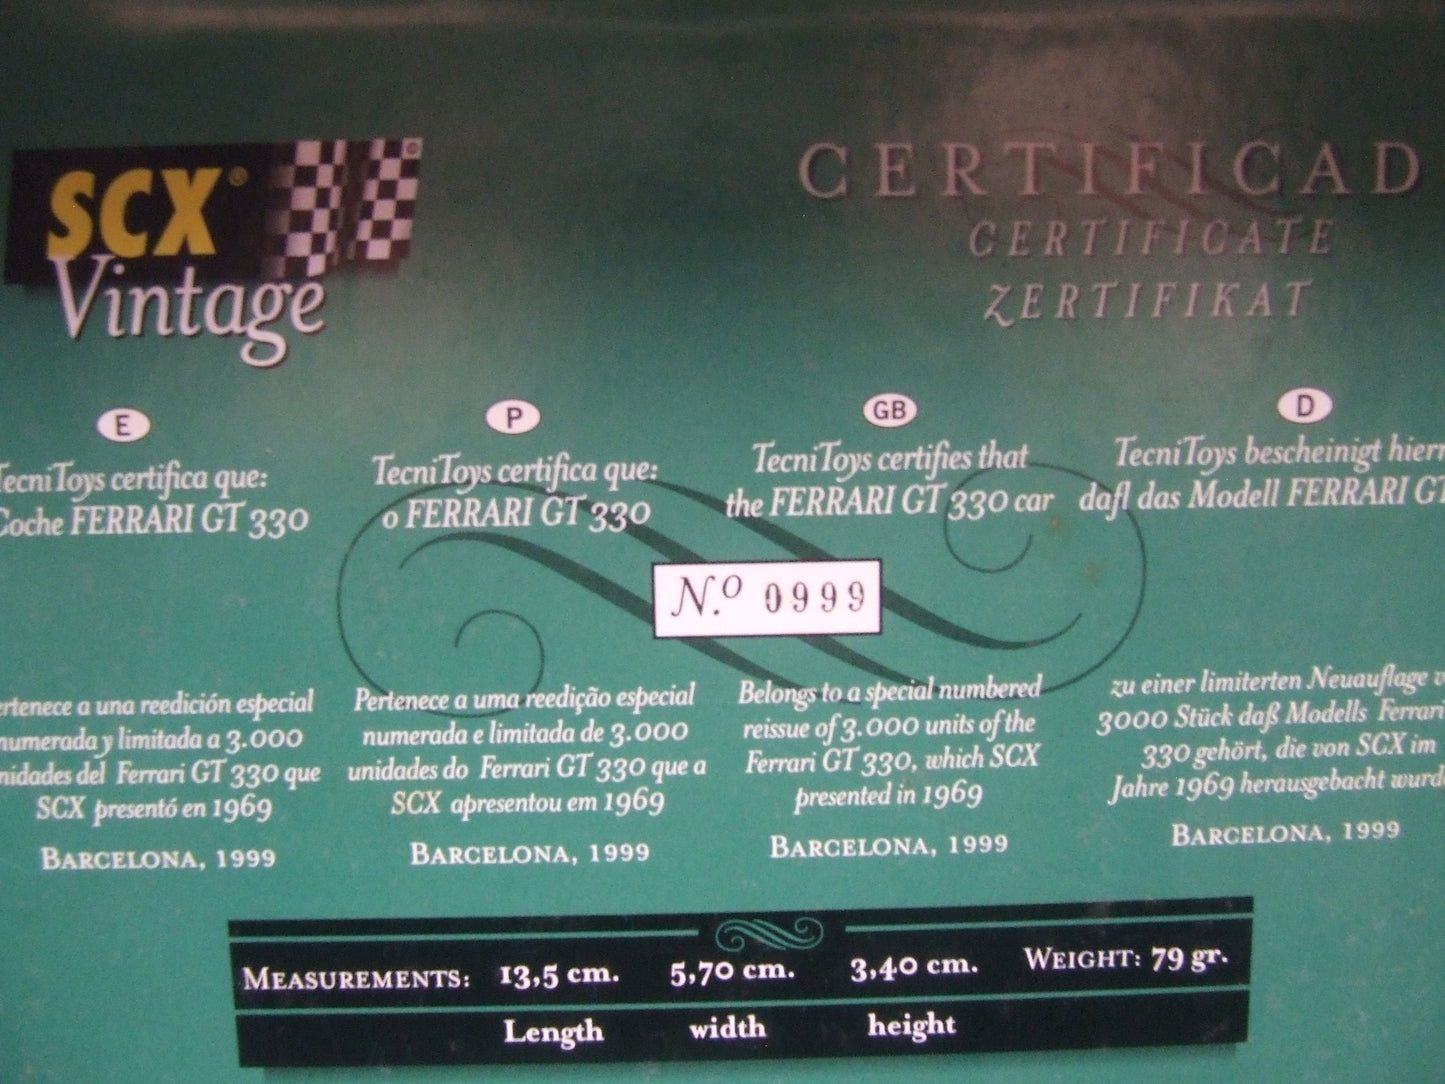 SCX®
Vintage
©
CERTIFICAD
CERTIFICATE
ZERTIFIKAT
E
TecniToys certifica que:
Coche FERRARI GT 330
P
TecniToys certifica que:
o FERRARI GT 330
GB
TecniToys certifies that
the FERRARI GT 330 car
D
TecniToys bescheinigt hier
daß das Modell FERRARI GT
N.º 0999
ertenece a una reedición especial
numerada y limitada a 3.000
nidades del Ferrari GT 330 que
SCX presentó en 1969
BARCELONA, 1999
Pertenece a uma reedição especial
numerada e limitada de 3.000
unidades do Ferrari GT 330 que a
SCX apresentou em 1969
BARCELONA, 1999
Belongs to a special numbered
reissue of 3.000 units of the
Ferrari GT 330, which SCX
presented in 1969
BARCELONA, 1999
zu einer limiterten Neuauflage v
3000 Stück daß Modells Ferrari
330 gehört, die von SCX im
Jahre 1969 herausgebacht wurd
BARCELONA, 1999
MEASUREMENTS: 13,5 cm. 5,70 cm. 3,40 cm. WEIGHT: 79 gr.
Length width height